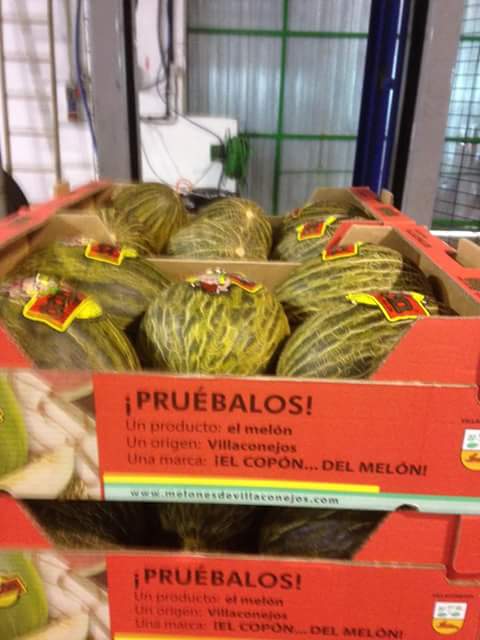 ¡PRUÉBALOS!
Un producto: el melón
Un origen: Villaconejos
Una marca: ¡EL COPÓN... DEL MELÓN!
www.melonesdevillaconejos.com
¡PRUÉBALOS!
Un producto: el melón
Un origen: Villaconejos
Una marca: ¡EL COPÓN... DEL MELÓN!